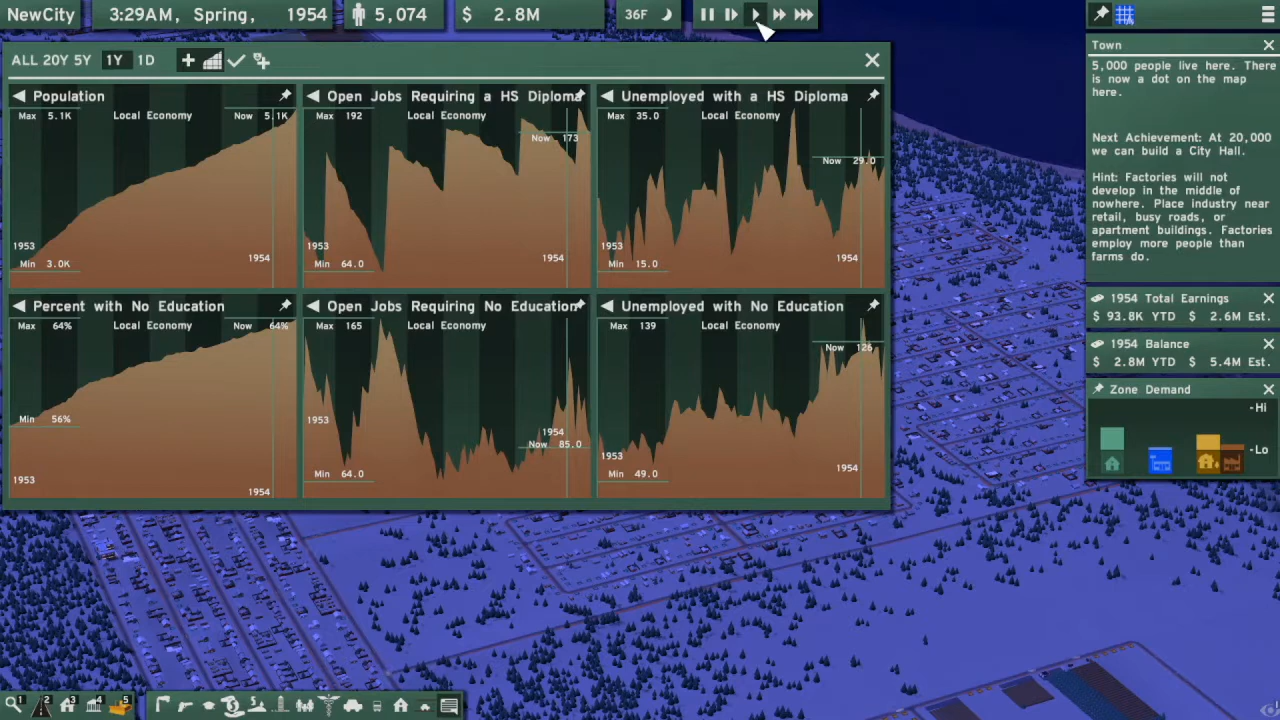 NewCity 3:29AM, Spring, 1954 5,074 $ 2.8M 36F
ALL 20Y 5Y 1Y 1D
Population
Max 5.1K Local Economy Now 5.1K
1953
1954
Min 3.0K
Open Jobs Requiring a HS Diploma
Max 192 Local Economy
Now 173
1953
1954
Min 64.0
Unemployed with a HS Diploma
Max 35.0 Local Economy
Now 29.0
1953
1954
Min 15.0
Percent with No Education
Max 64% Local Economy Now 64%
Min 56%
1953
1954
Open Jobs Requiring No Education
Max 165 Local Economy
1953
1954
Now 85.0
Min 64.0
Unemployed with No Education
Max 139 Local Economy
Now 126
1953
1954
Min 49.0
Town
5,000 people live here. There
is now a dot on the map
here.
Next Achievement: At 20,000
we can build a City Hall.
Hint: Factories will not
develop in the middle of
nowhere. Place industry near
retail, busy roads, or
apartment buildings. Factories
employ more people than
farms do.
1954 Total Earnings
$ 93.8K YTD $ 2.6M Est.
1954 Balance
$ 2.8M YTD $ 5.4M Est.
Zone Demand
-Hi
-Lo
1 2 3 4 5